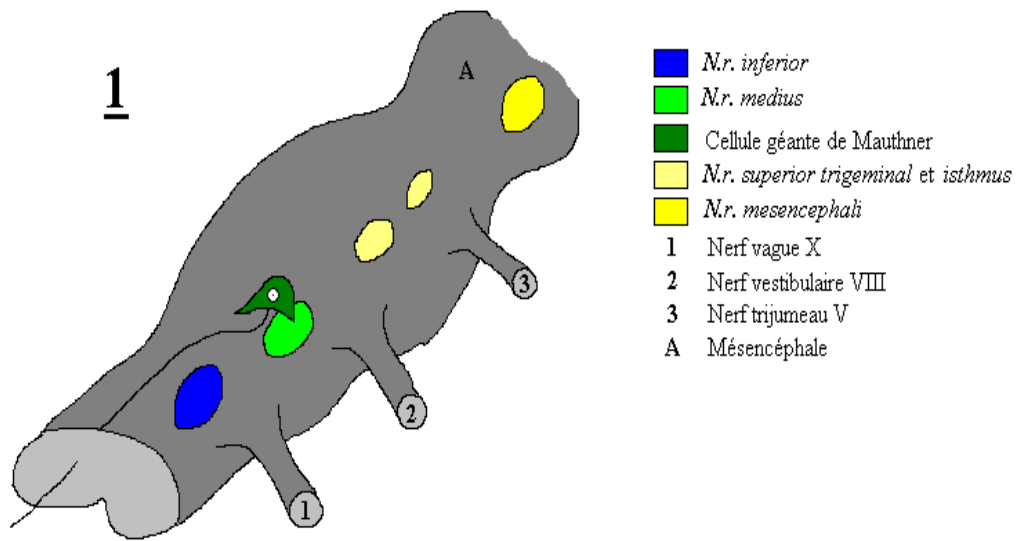 1
A
3
2
1
N.r. inferior
N.r. medius
Cellule géante de Mauthner
N.r. superior trigeminal et isthmus
N.r. mesencephali
1 Nerf vague X
2 Nerf vestibulaire VIII
3 Nerf trijumeau V
A Mésencéphale